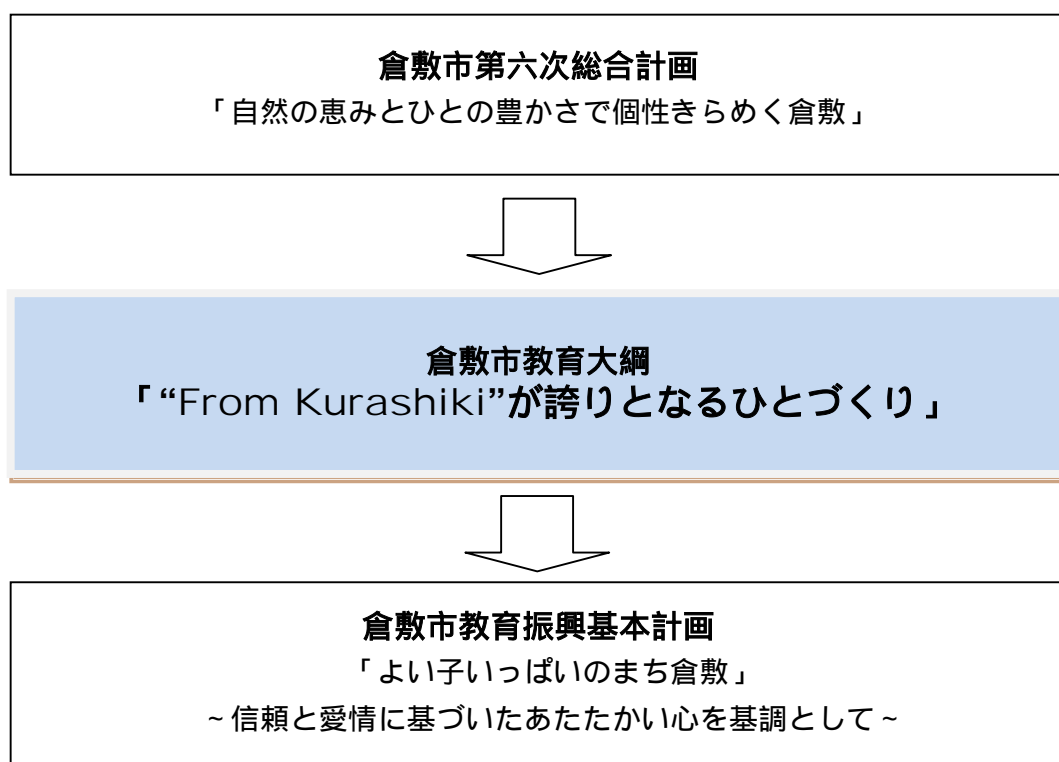 倉敷市第六次総合計画
「自然の恵みとひとの豊かさで個性きらめく倉敷」
倉敷市教育大綱
「“From Kurashiki”が誇りとなるひとづくり」
倉敷市教育振興基本計画
「よい子いっぱいのまち倉敷」
~信頼と愛情に基づいたあたたかい心を基調として~